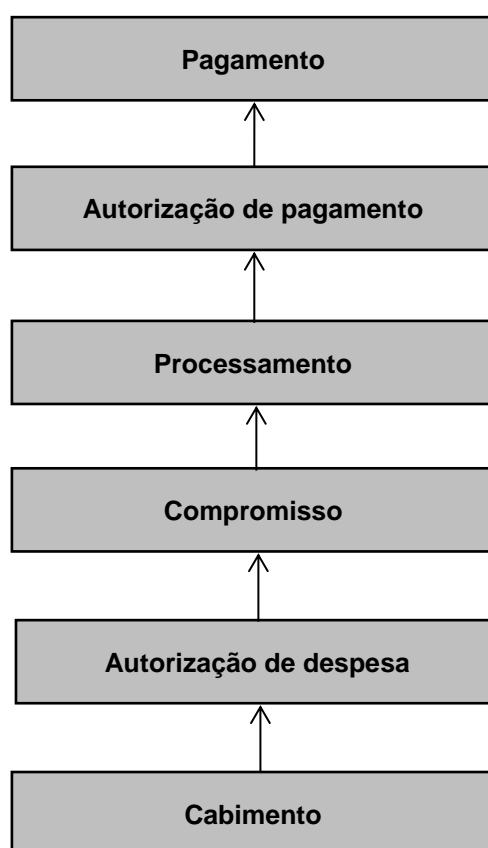 Pagamento
Autorização de pagamento
Processamento
Compromisso
Autorização de despesa
Cabimento